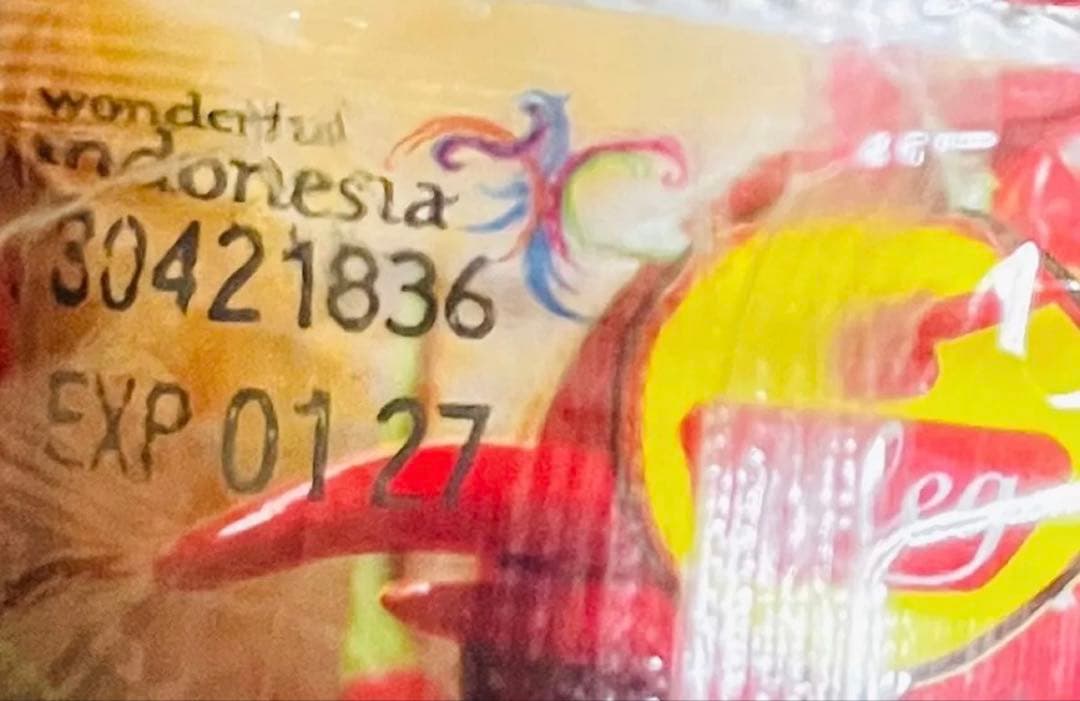 wonderful
indonesia
30421836
EXP 01 27